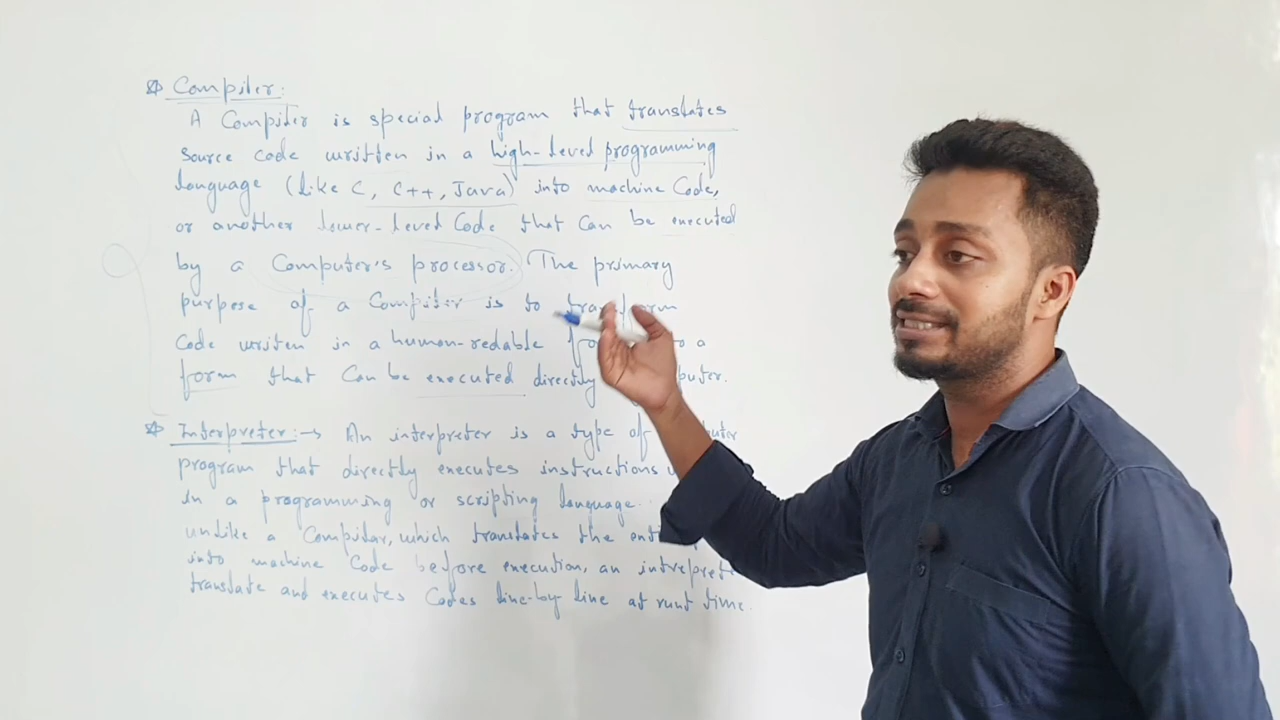 Compiler:
A Compiler is special program that translates
source code written in a high-level programming
language (like C, C++, Java) into machine Code,
or another lower-level Code that can be executed
by a Computer's processor. The primary
purpose of a Compiler is to transform
Code written in a human-redable a
form that can be executed directly
Interpreter:→ An interpreter is a type of
program that directly executes instructions
in a programming or scripting language.
unlike a Compiler, which translates the
into machine Code before execution, an
translate and executes Codes line-by line at runt time.